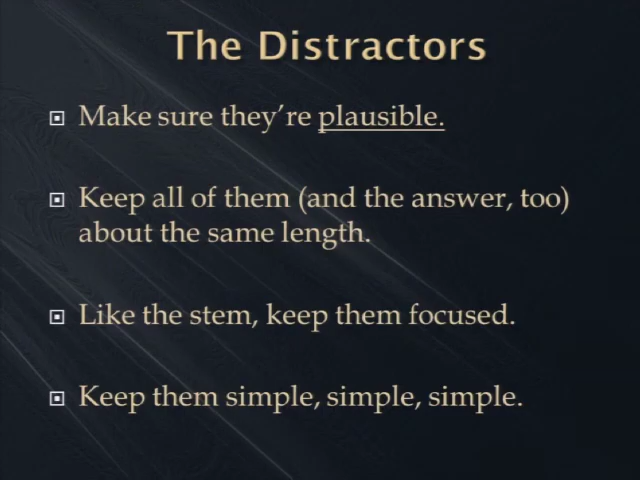 The Distractors
Make sure they’re plausible.
Keep all of them (and the answer, too)
about the same length.
Like the stem, keep them focused.
Keep them simple, simple, simple.